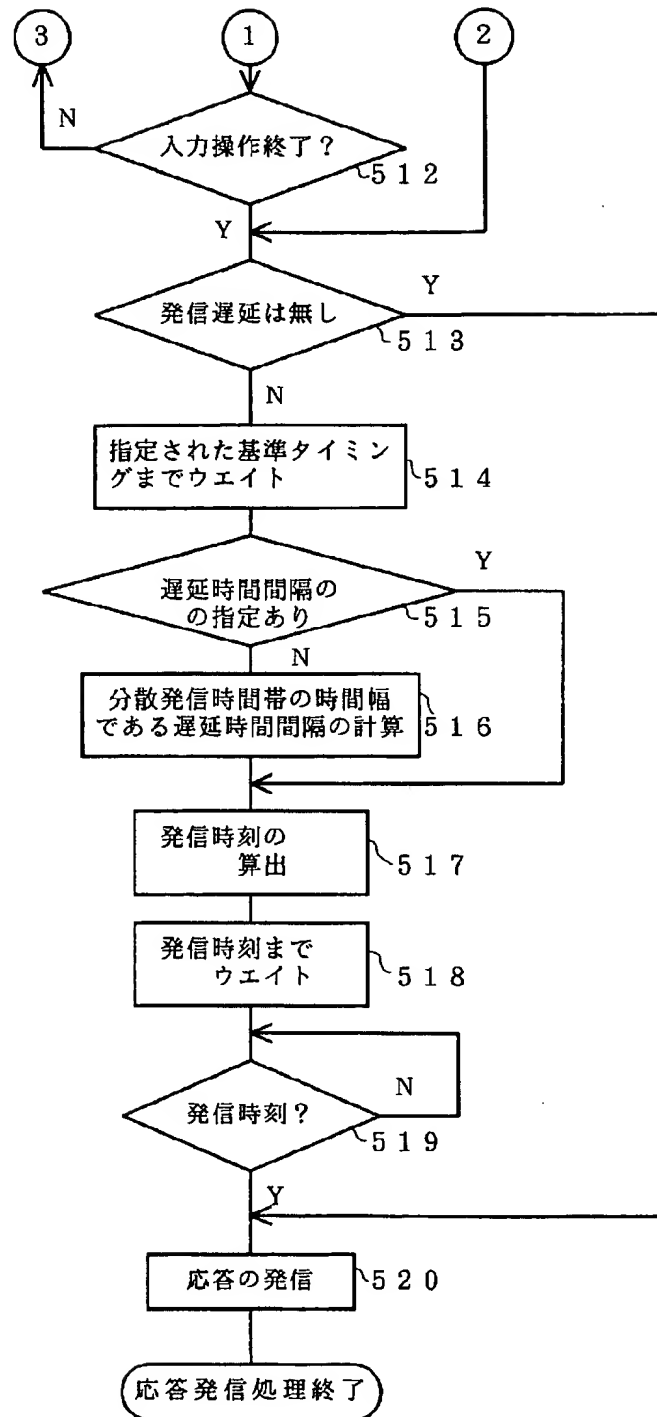 3
1
2
N
入力操作終了?
512
Y
Y
発信遅延は無し
513
N
指定された基準タイミン
グまでウエイト
514
Y
遅延時間間隔の
の指定あり
515
N
分散発信時間帯の時間幅
である遅延時間間隔の計算
516
発信時刻の
算出
517
発信時刻まで
ウエイト
518
N
発信時刻?
519
Y
応答の発信
520
応答発信処理終了